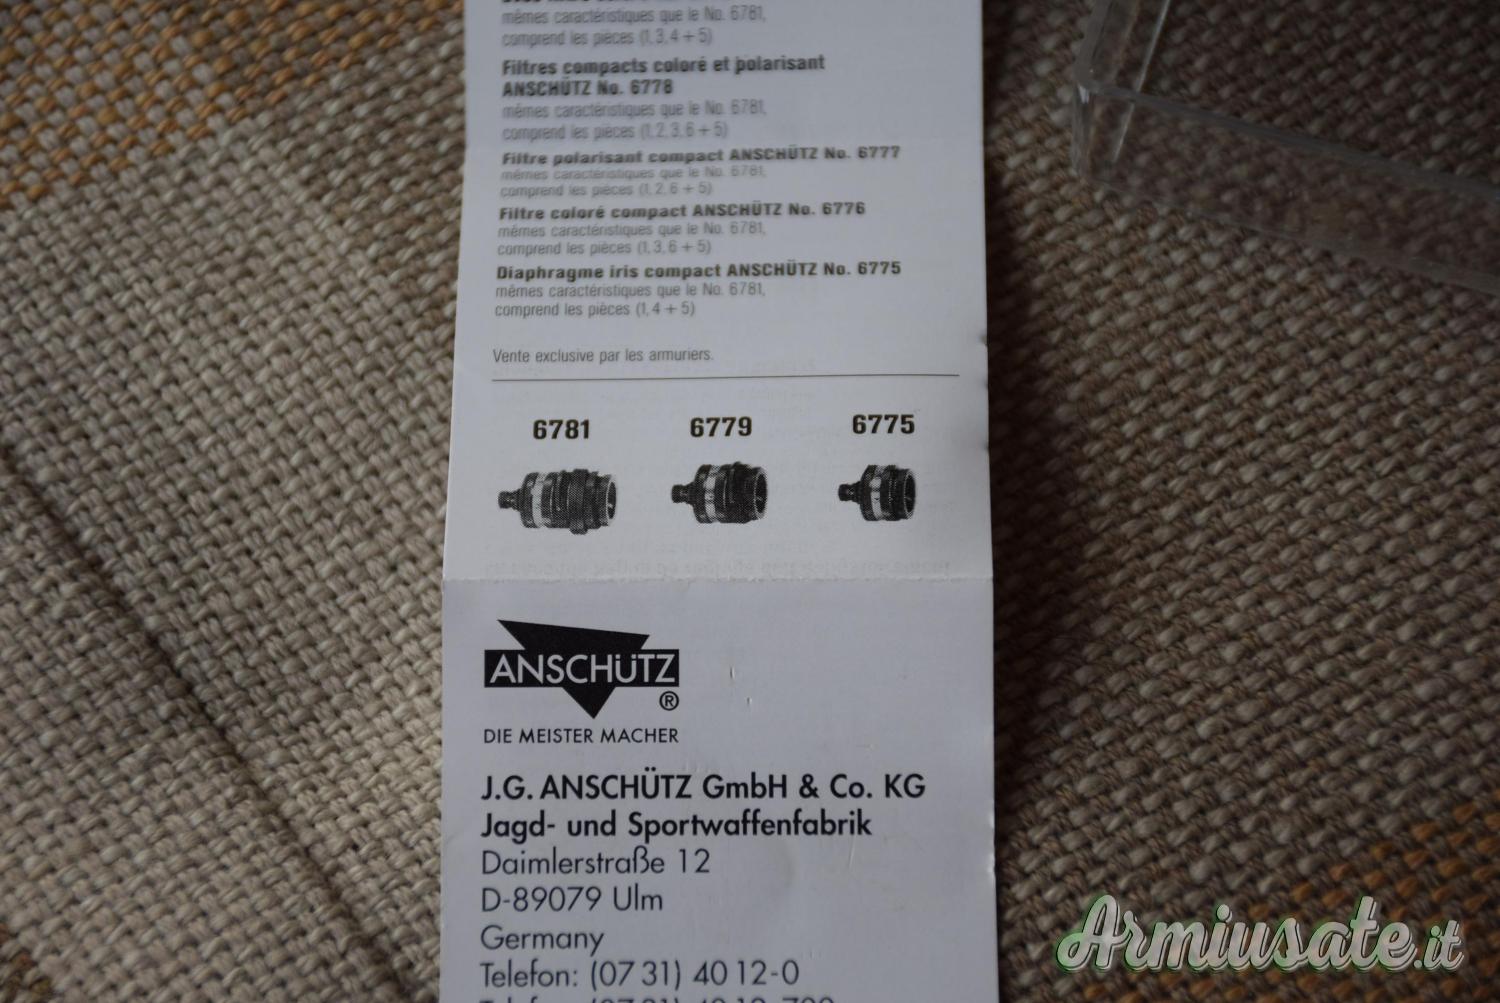 mêmes caractéristiques que le No. 6781,
comprend les pièces (1, 3, 4 + 5)
Filtres compacts coloré et polarisant
ANSCHÜTZ No. 6778
mêmes caractéristiques que le No. 6781,
comprend les pièces (1, 2, 3, 6 + 5)
Filtre polarisant compact ANSCHÜTZ No. 6777
mêmes caractéristiques que le No. 6781,
comprend les pièces (1, 2, 6 + 5)
Filtre coloré compact ANSCHÜTZ No. 6776
mêmes caractéristiques que le No. 6781,
comprend les pièces (1, 3, 6 + 5)
Diaphragme iris compact ANSCHÜTZ No. 6775
mêmes caractéristiques que le No. 6781,
comprend les pièces (1, 4 + 5)
Vente exclusive par les armuriers.
6781 6779 6775
ANSCHÜTZ
®
DIE MEISTER MACHER
J.G. ANSCHÜTZ GmbH & Co. KG
Jagd- und Sportwaffenfabrik
Daimlerstraße 12
D-89079 Ulm
Germany
Telefon: (07 31) 40 12-0
Armiusate.it